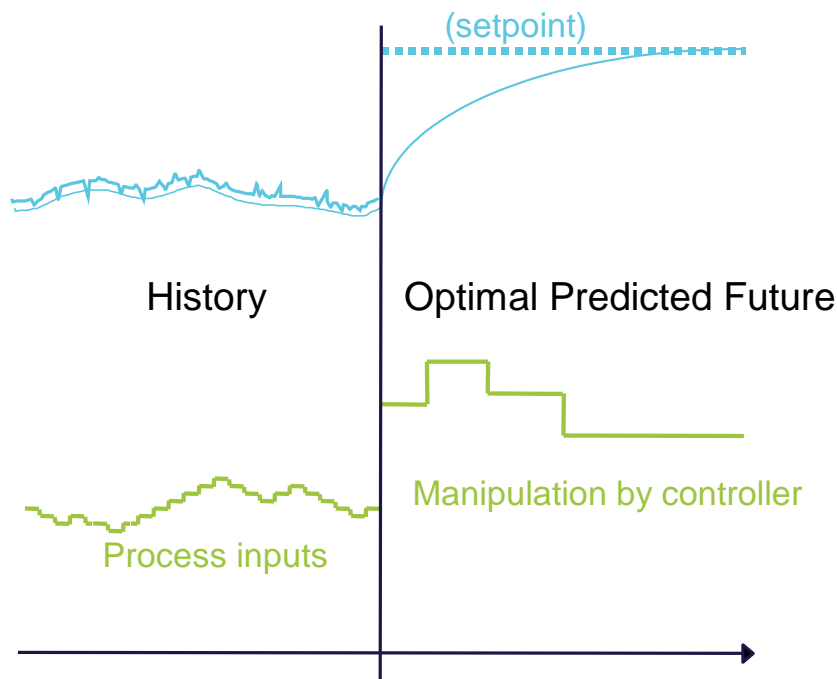 (setpoint)
History
Optimal Predicted Future
Manipulation by controller
Process inputs